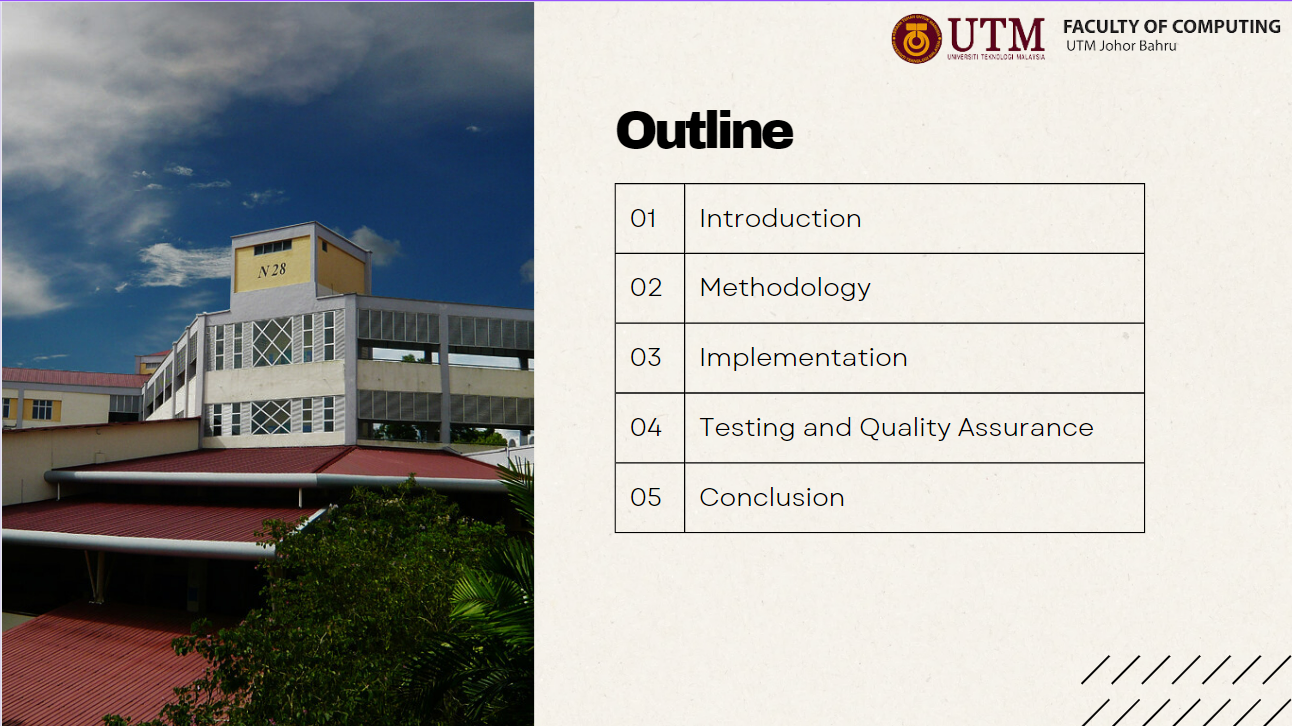 UTM
UNIVERSITI TEKNOLOGI MALAYSIA
FACULTY OF COMPUTING
UTM Johor Bahru
N 28
Outline
01 Introduction
02 Methodology
03 Implementation
04 Testing and Quality Assurance
05 Conclusion